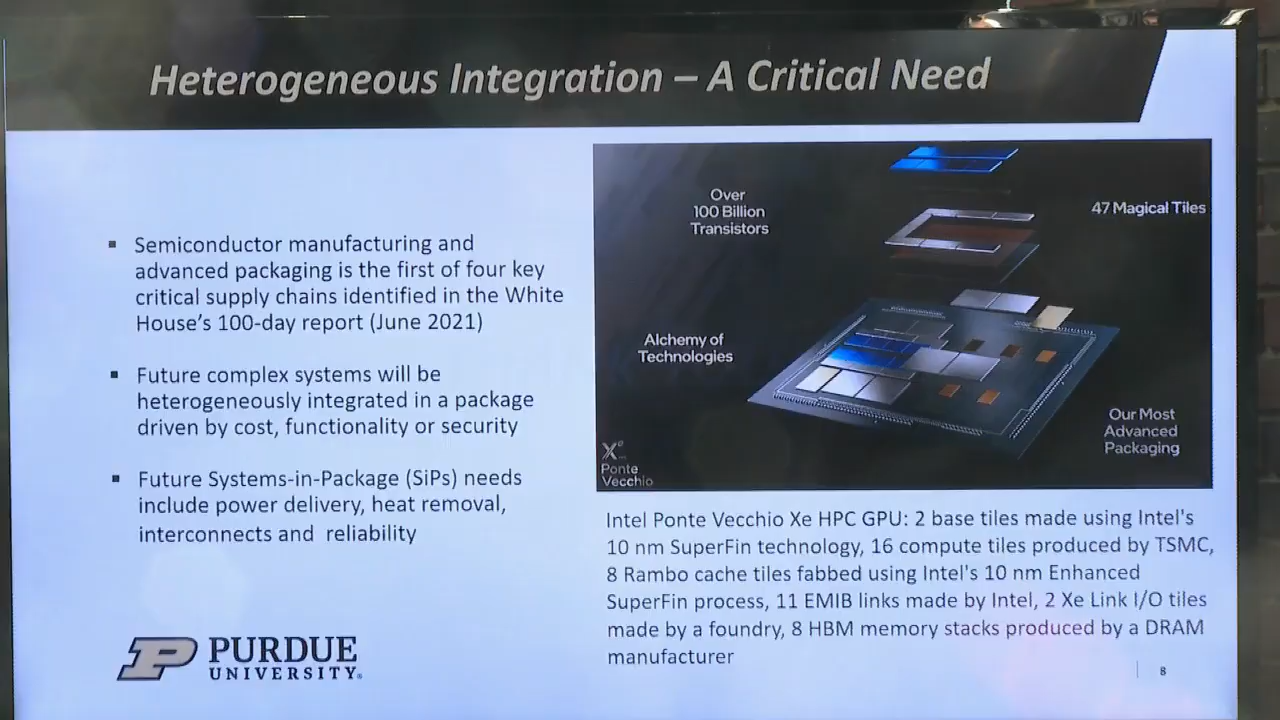 Heterogeneous Integration – A Critical Need
▪ Semiconductor manufacturing and
advanced packaging is the first of four key
critical supply chains identified in the White
House's 100-day report (June 2021)
▪ Future complex systems will be
heterogeneously integrated in a package
driven by cost, functionality or security
▪ Future Systems-in-Package (SiPs) needs
include power delivery, heat removal,
interconnects and reliability
Over
100 Billion
Transistors
47 Magical Tiles
Alchemy of
Technologies
Our Most
Advanced
Packaging
Xe
Ponte
Vecchio
Intel Ponte Vecchio Xe HPC GPU: 2 base tiles made using Intel's
10 nm SuperFin technology, 16 compute tiles produced by TSMC,
8 Rambo cache tiles fabbed using Intel's 10 nm Enhanced
SuperFin process, 11 EMIB links made by Intel, 2 Xe Link I/O tiles
made by a foundry, 8 HBM memory stacks produced by a DRAM
manufacturer
P PURDUE
UNIVERSITY®
8